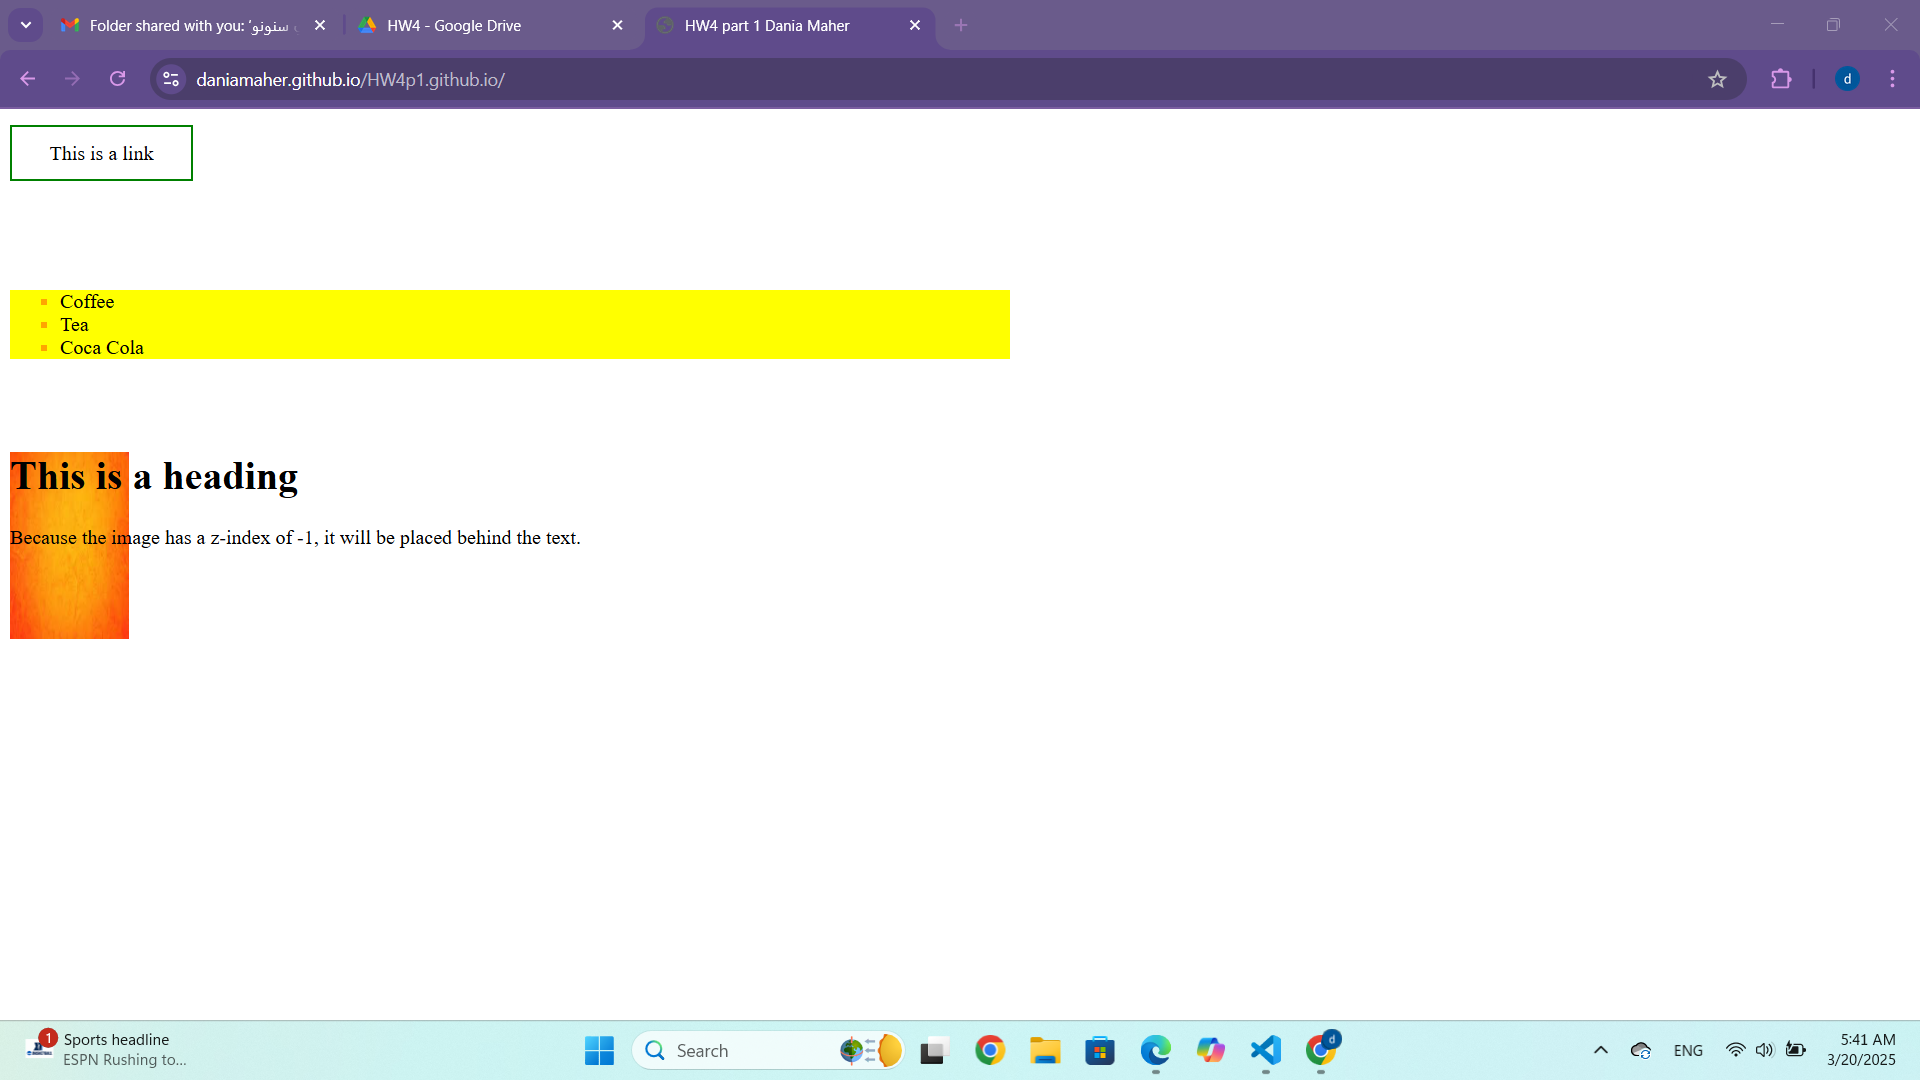 Folder shared with you: 'سنونو
HW4 - Google Drive
HW4 part 1 Dania Maher
daniamaher.github.io/HW4p1.github.io/
d
This is a link
Coffee
Tea
Coca Cola
This is a heading
Because the image has a z-index of -1, it will be placed behind the text.
1
Sports headline
ESPN Rushing to...
Search
d
ENG
5:41 AM
3/20/2025